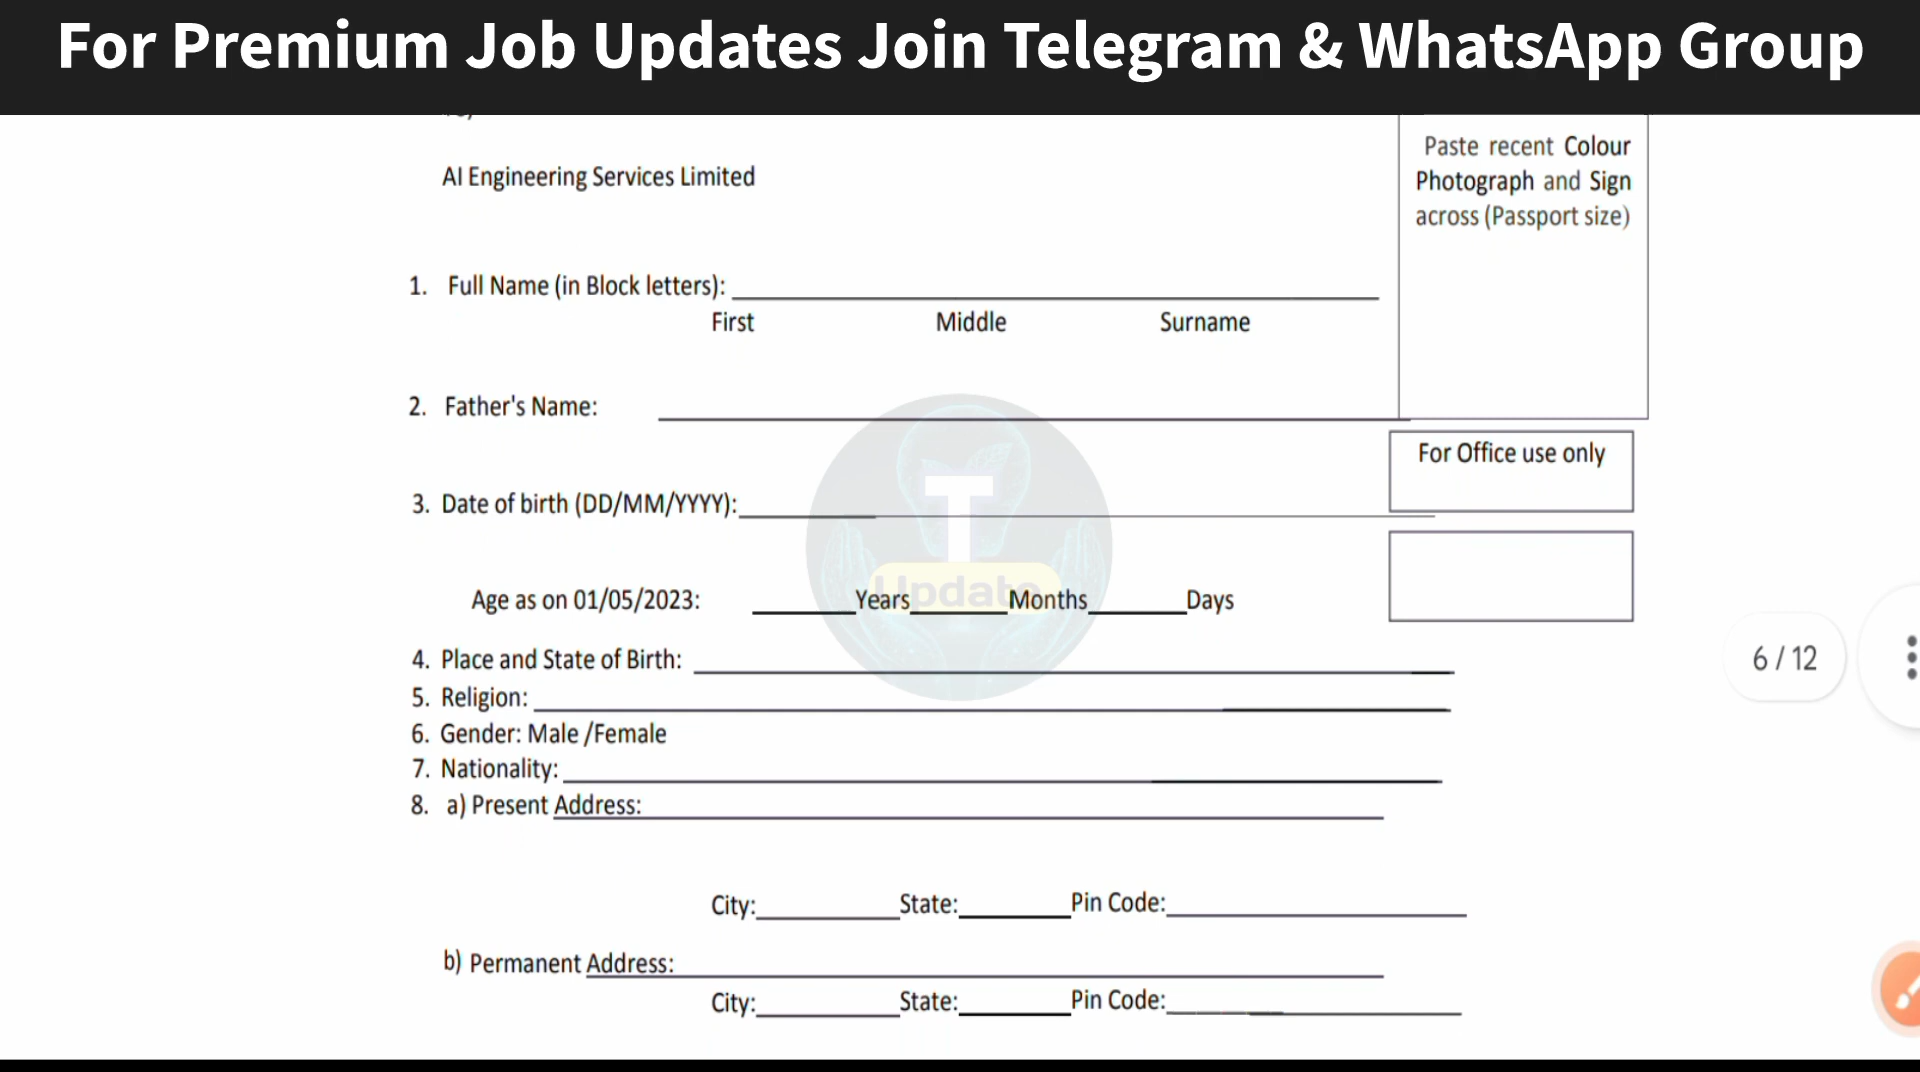 For Premium Job Updates Join Telegram & WhatsApp Group
AI Engineering Services Limited
Paste recent Colour
Photograph and Sign
across (Passport size)
1. Full Name (in Block letters):
First Middle Surname
2. Father's Name:
For Office use only
3. Date of birth (DD/MM/YYYY):
T
Update
Age as on 01/05/2023: Years Months Days
4. Place and State of Birth:
5. Religion:
6. Gender: Male /Female
7. Nationality:
8. a) Present Address:
City: State: Pin Code:
b) Permanent Address:
City: State: Pin Code:
6 / 12